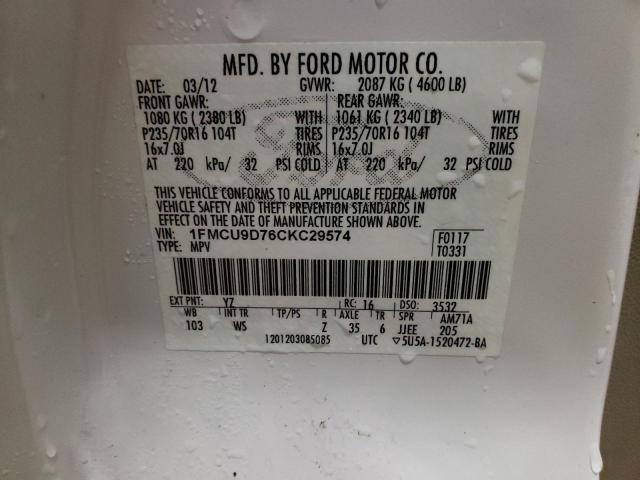 MFD. BY FORD MOTOR CO.
DATE: 03/12 GVWR: 2087 KG ( 4600 LB)
FRONT GAWR: REAR GAWR:
1080 KG ( 2380 LB) WITH 1061 KG ( 2340 LB) WITH
P235/70R16 104T TIRES P235/70R16 104T TIRES
16x7.0J RIMS 16x7.0J RIMS
AT 220 kPa/ 32 PSI COLD AT 220 kPa/ 32 PSI COLD
Ford
THIS VEHICLE CONFORMS TO ALL APPLICABLE FEDERAL MOTOR
VEHICLE SAFETY AND THEFT PREVENTION STANDARDS IN
EFFECT ON THE DATE OF MANUFACTURE SHOWN ABOVE.
VIN: 1FMCU9D76CKC29574 F0117
TYPE: MPV T0331
EXT PNT: YZ RC: 16 DSO: 3532
WB INT TR TP/PS R AXLE TR SPR AM71A
103 WS Z 35 6 JJEE 205
1201203085085 UTC ▽5U5A-1520472-BA